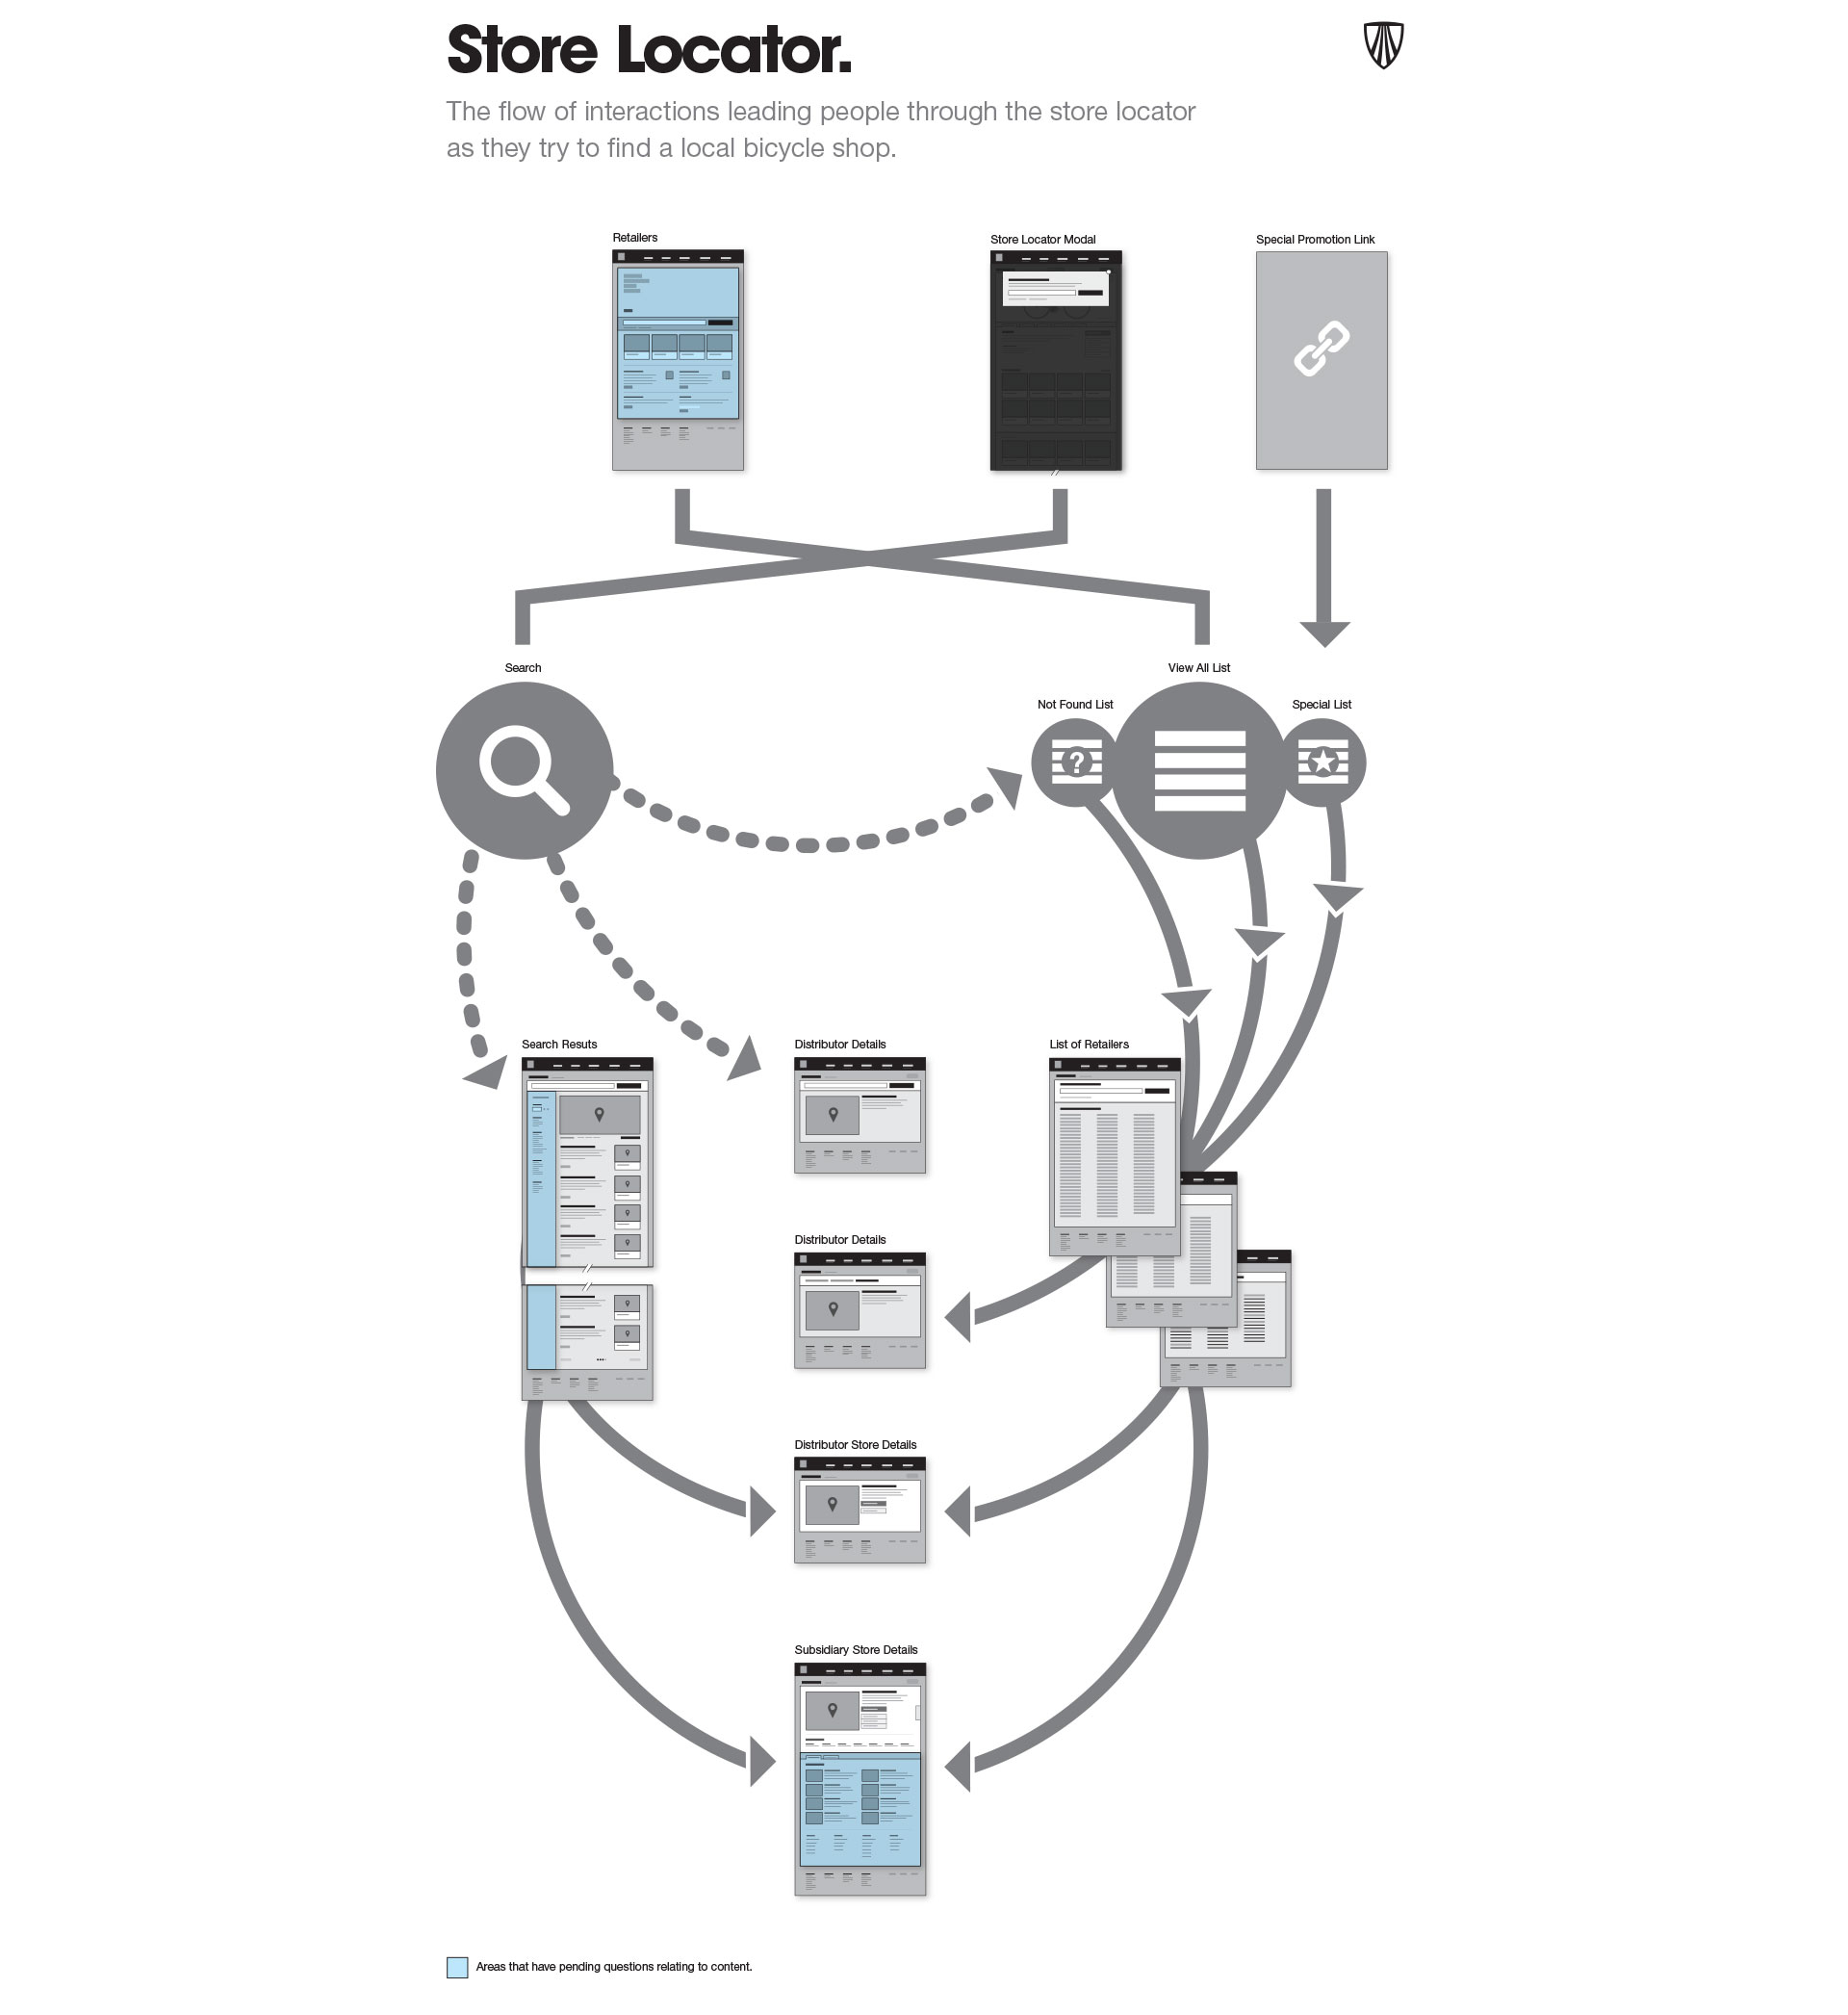 Store Locator.
The flow of interactions leading people through the store locator
as they try to find a local bicycle shop.
Retailers
Store Locator Modal
Special Promotion Link
Search
View All List
Not Found List
Special List
?
Search Resuts
Distributor Details
List of Retailers
Distributor Details
Distributor Store Details
Subsidiary Store Details
Areas that have pending questions relating to content.